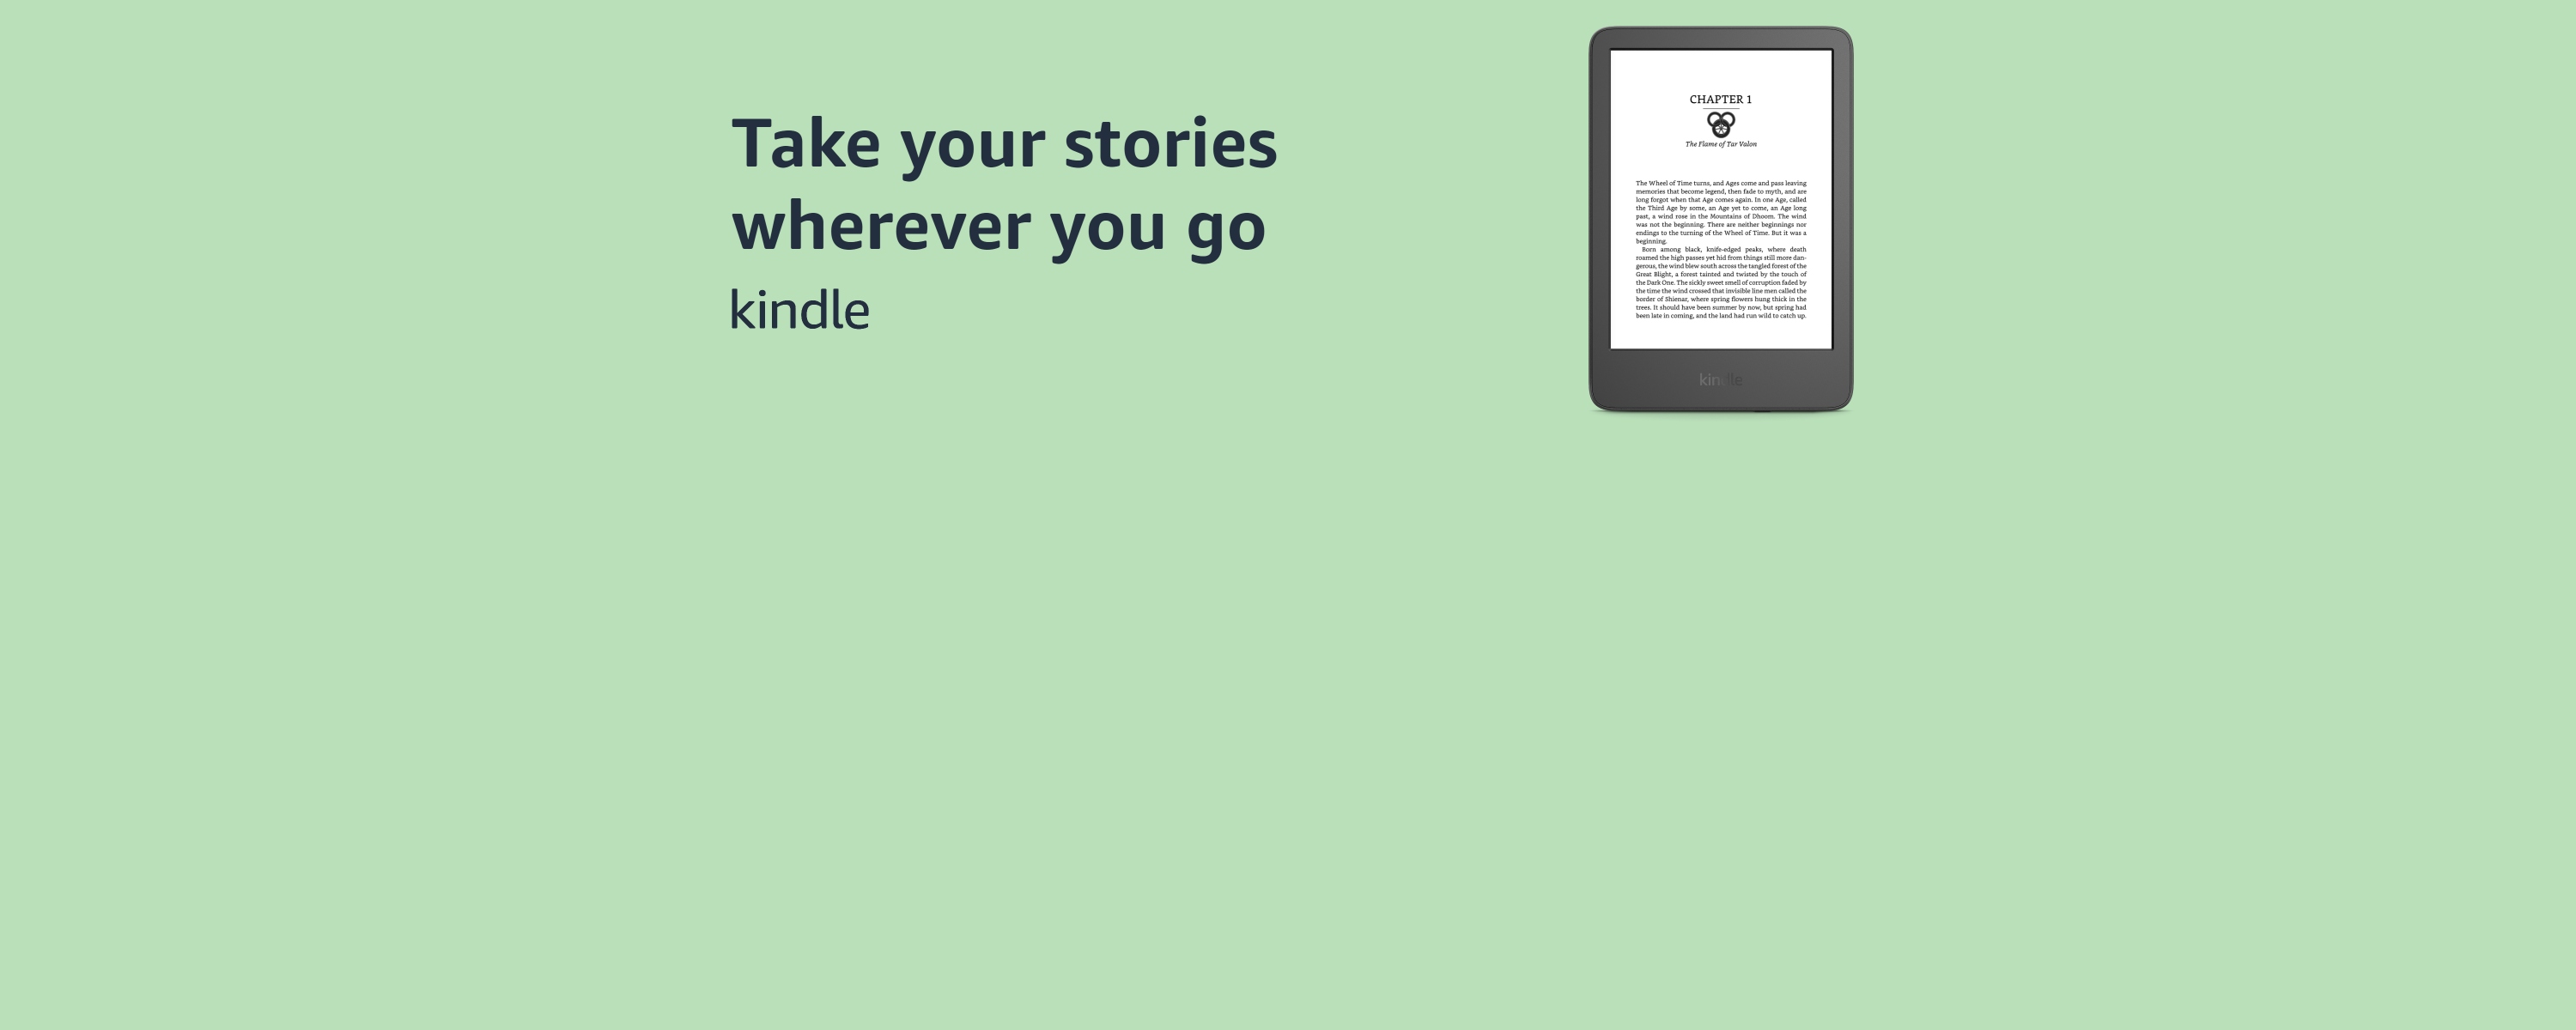 Take your stories
wherever you go
kindle
CHAPTER 1
The Flame of Tar Valon
The Wheel of Time turns, and Ages come and pass leaving
memories that become legend, then fade to myth, and are
long forgot when that Age comes again. In one Age, called
the Third Age by some, an Age yet to come, an Age long
past, a wind rose in the Mountains of Dhoom. The wind
was not the beginning. There are neither beginnings nor
endings to the turning of the Wheel of Time. But it was a
beginning.
Born among black, knife-edged peaks, where death
roamed the high passes yet hid from things still more dan-
gerous, the wind blew south across the tangled forest of the
Great Blight, a forest tainted and twisted by the touch of
the Dark One. The sickly sweet smell of corruption faded by
the time the wind crossed that invisible line men called the
border of Shienar, where spring flowers hung thick in the
trees. It should have been summer by now, but spring had
been late in coming, and the land had run wild to catch up.
kindle